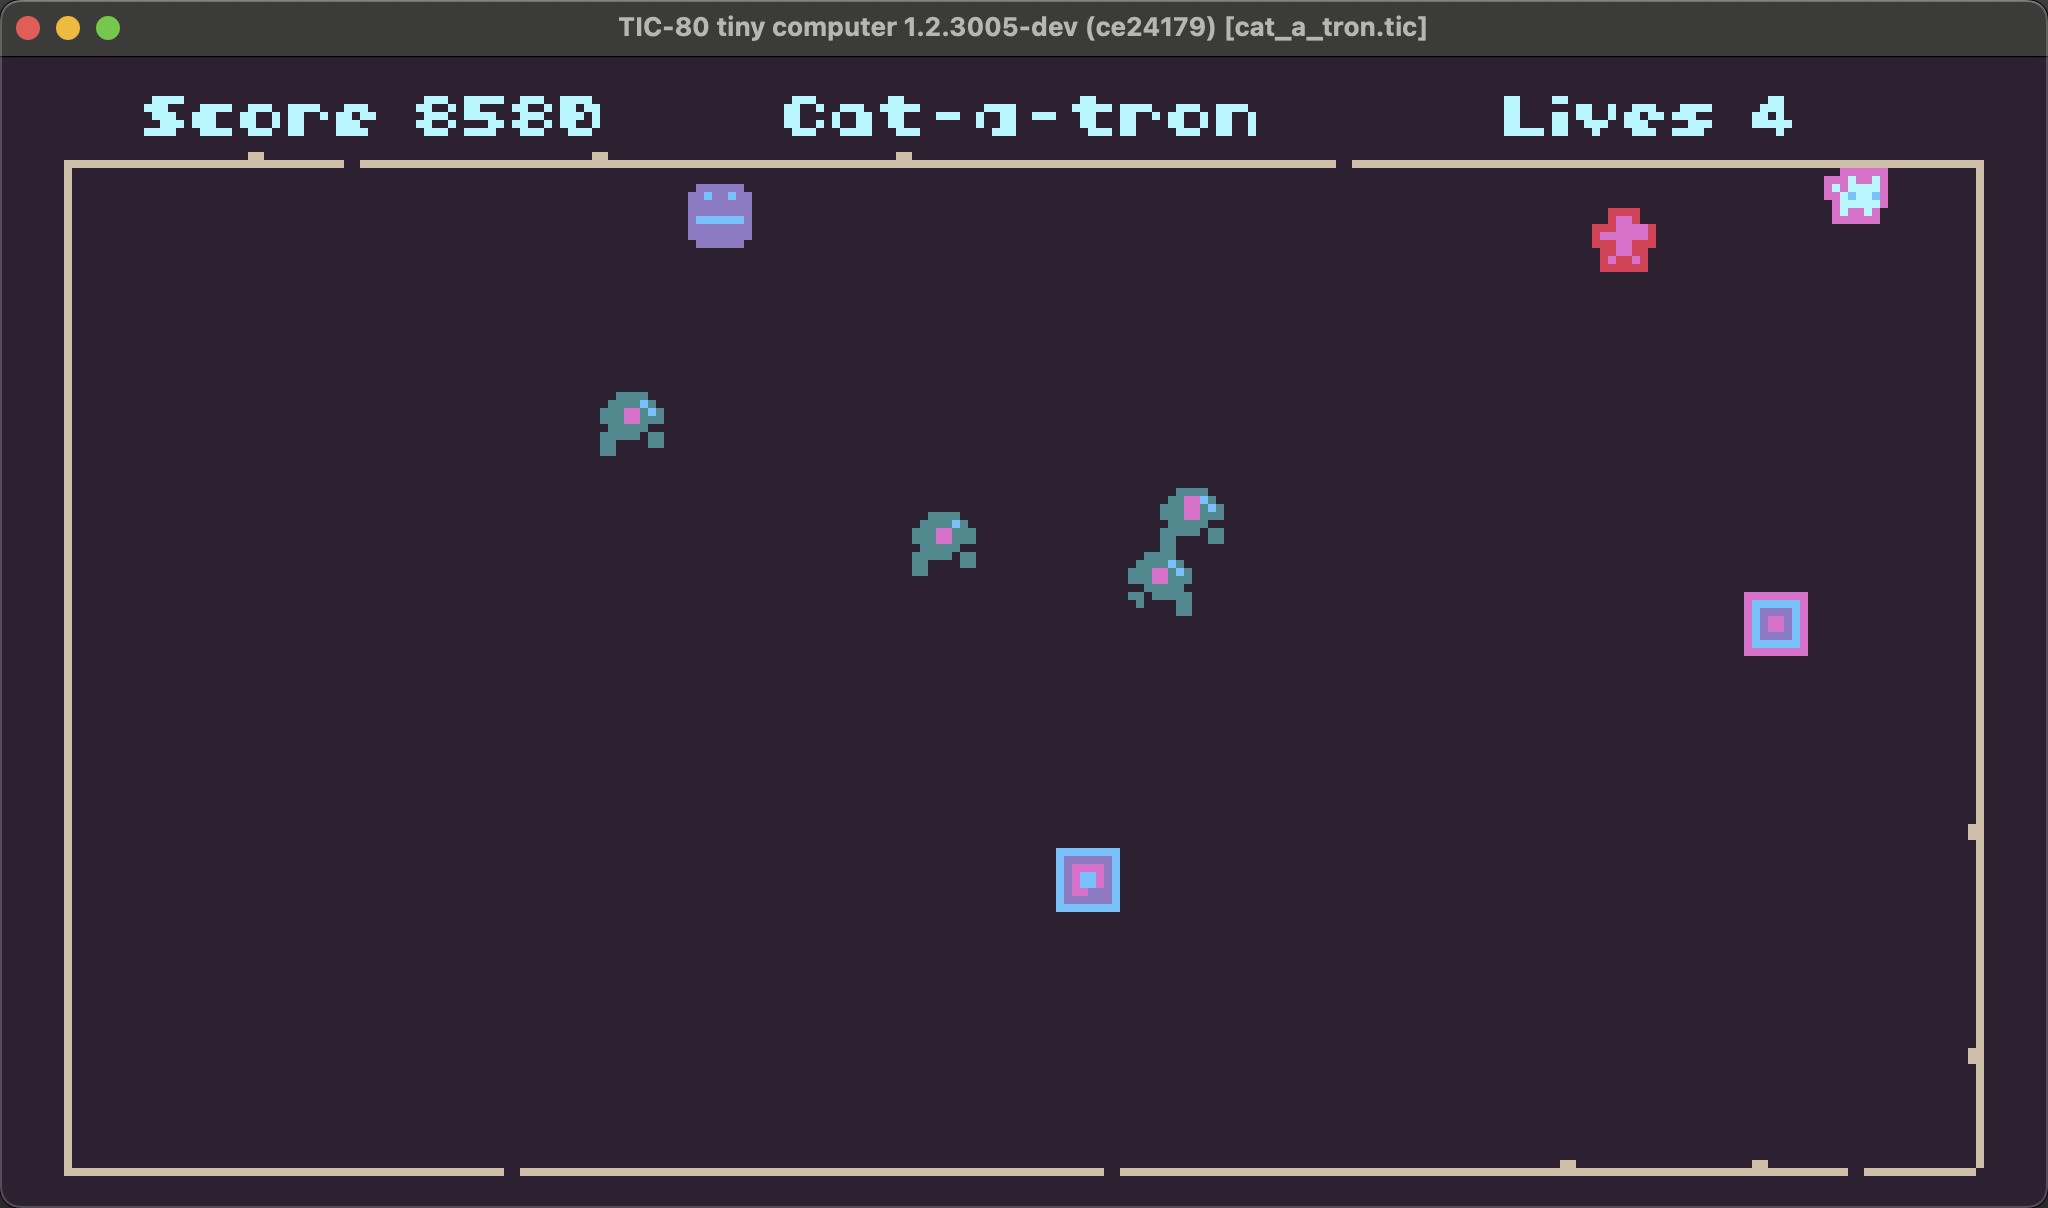 TIC-80 tiny computer 1.2.3005-dev (ce24179) [cat_a_tron.tic]
Score 8580 Cat-a-tron Lives 4